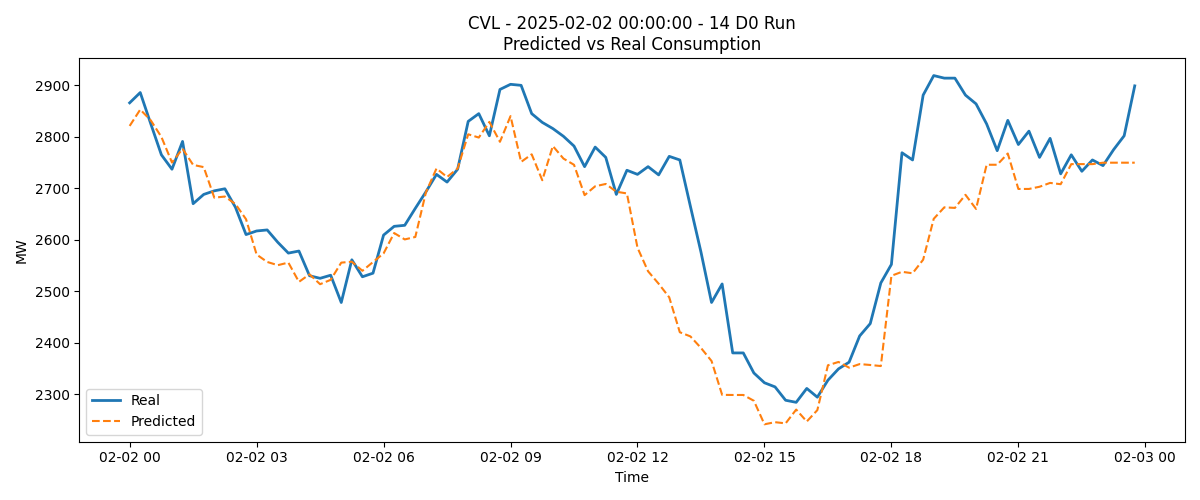 CVL - 2025-02-02 00:00:00 - 14 D0 Run
Predicted vs Real Consumption
MW
2900
2800
2700
2600
2500
2400
2300
Real
Predicted
02-02 00
02-02 03
02-02 06
02-02 09
02-02 12
02-02 15
02-02 18
02-02 21
02-03 00
Time